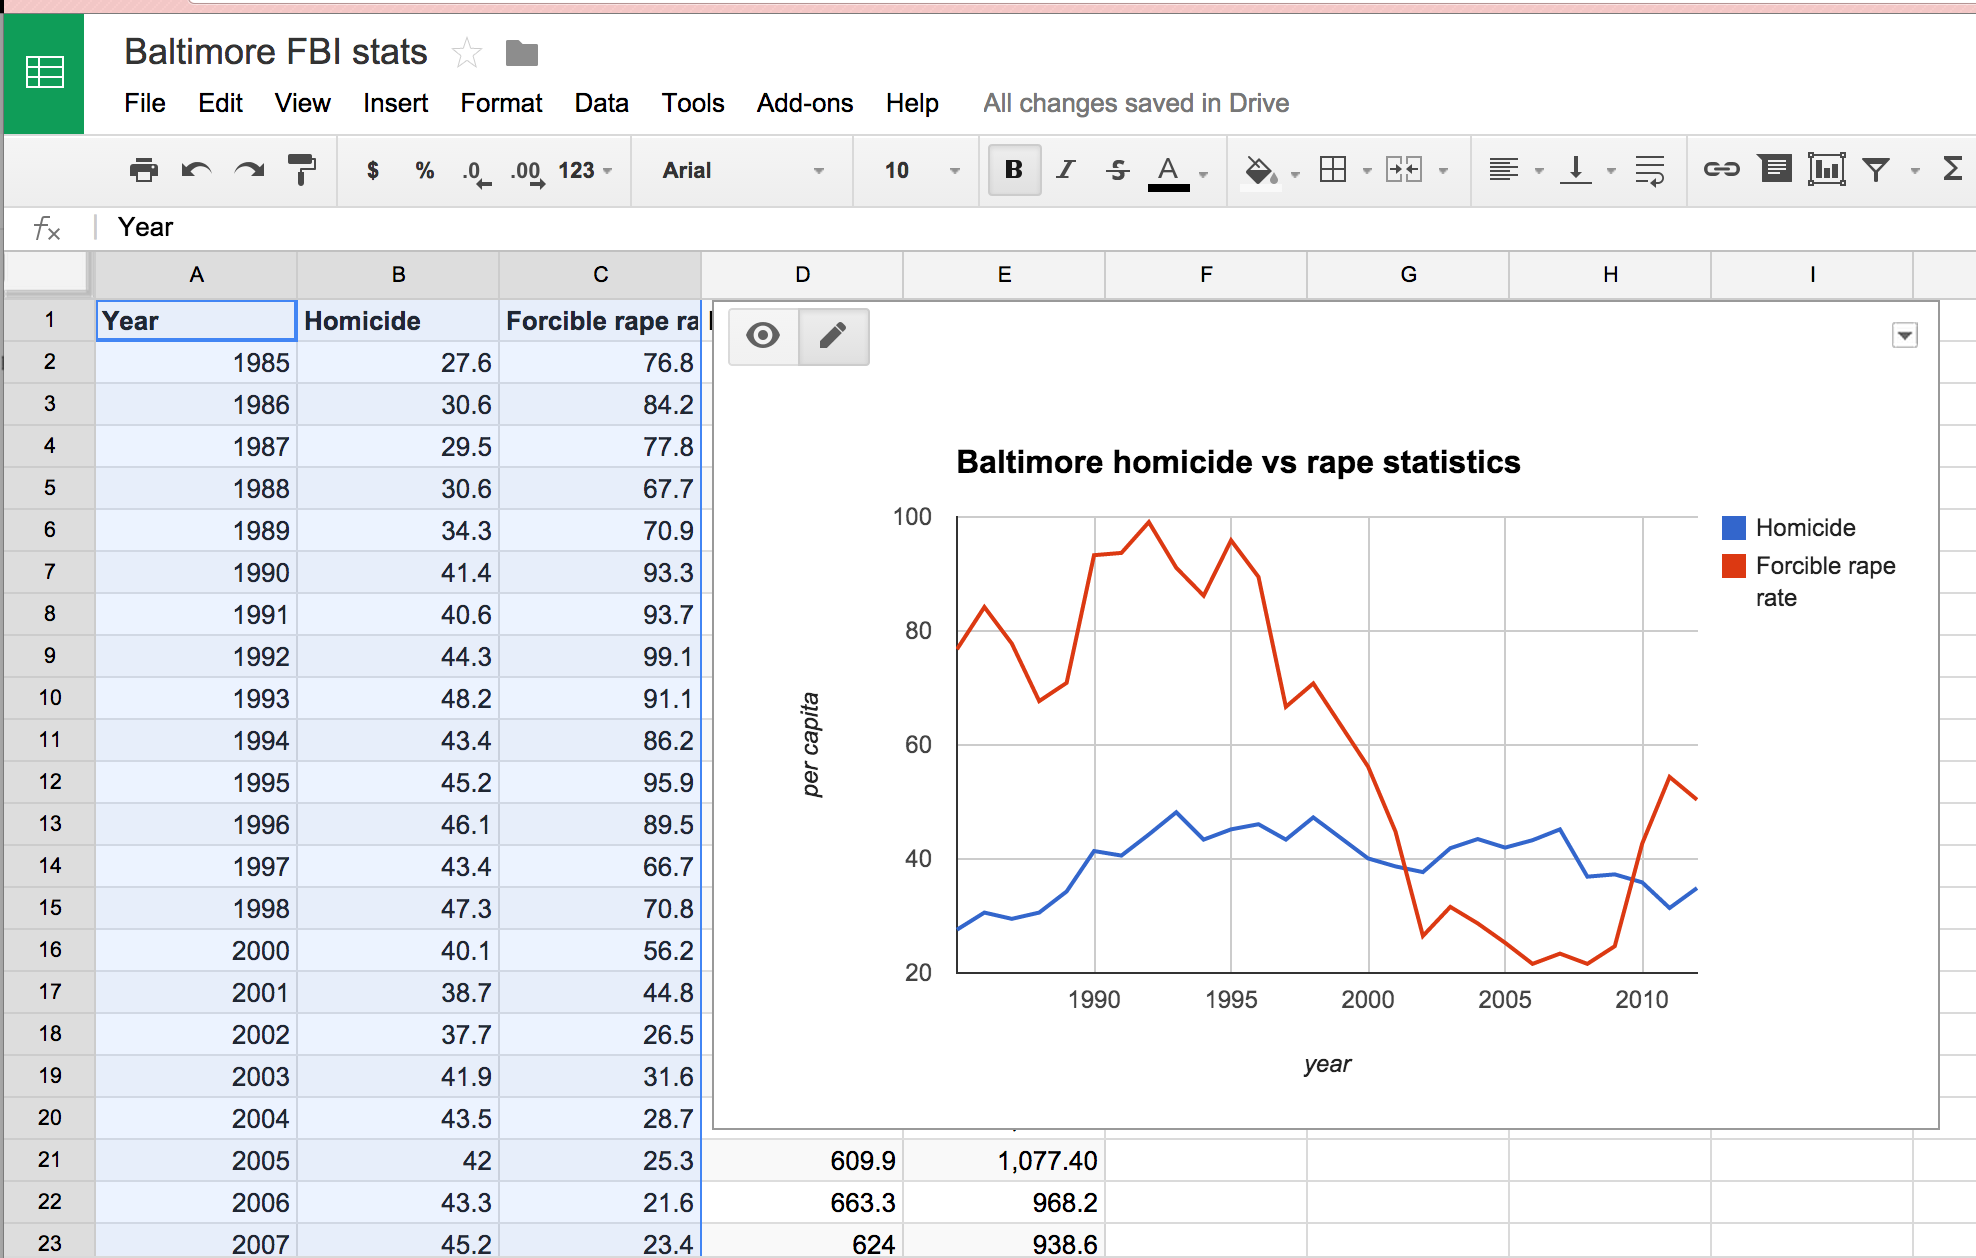 Baltimore FBI stats
File Edit View Insert Format Data Tools Add-ons Help All changes saved in Drive
$ % .0 .00 123 Arial 10 B I S A Σ
fx Year
A B C D E F G H I
1 Year Homicide Forcible rape ra
2 1985 27.6 76.8
3 1986 30.6 84.2
4 1987 29.5 77.8
5 1988 30.6 67.7
6 1989 34.3 70.9
7 1990 41.4 93.3
8 1991 40.6 93.7
9 1992 44.3 99.1
10 1993 48.2 91.1
11 1994 43.4 86.2
12 1995 45.2 95.9
13 1996 46.1 89.5
14 1997 43.4 66.7
15 1998 47.3 70.8
16 2000 40.1 56.2
17 2001 38.7 44.8
18 2002 37.7 26.5
19 2003 41.9 31.6
20 2004 43.5 28.7
21 2005 42 25.3 609.9 1,077.40
22 2006 43.3 21.6 663.3 968.2
23 2007 45.2 23.4 624 938.6
Baltimore homicide vs rape statistics
100
80
60
40
20
per capita
1990 1995 2000 2005 2010
year
Homicide
Forcible rape
rate